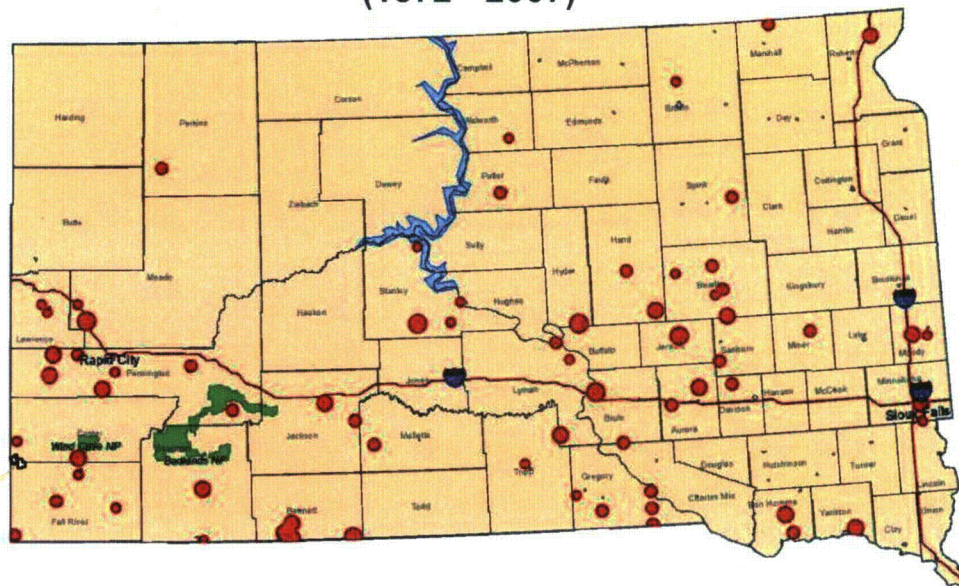 (1872 - 2007)
Campbell
McPherson
Marshall
Roberts
Harding
Perkins
Corson
Walworth
Edmunds
Brown
Day
Grant
Dewey
Potter
Faulk
Spink
Codington
Clark
Ziebach
Butte
Deuel
Hamlin
Sully
Hand
Hyder
Meade
Stanley
Hughes
Haakon
Beadle
Kingsbury
Brookings
Lawrence
Buffalo
Sanborn
Miner
Lake
Moody
Rapid City
Pennington
Jones
Lyman
Hanson
McCook
Minnehaha
Davison
Brule
Aurora
Sioux Falls
Custer
Wind Cave NP
Badlands NP
Jackson
Mellette
Tripp
Gregory
Douglas
Hutchinson
Turner
Lincoln
Charles Mix
Bon Homme
Yankton
Clay
Union
Fall River
Bennett
Todd